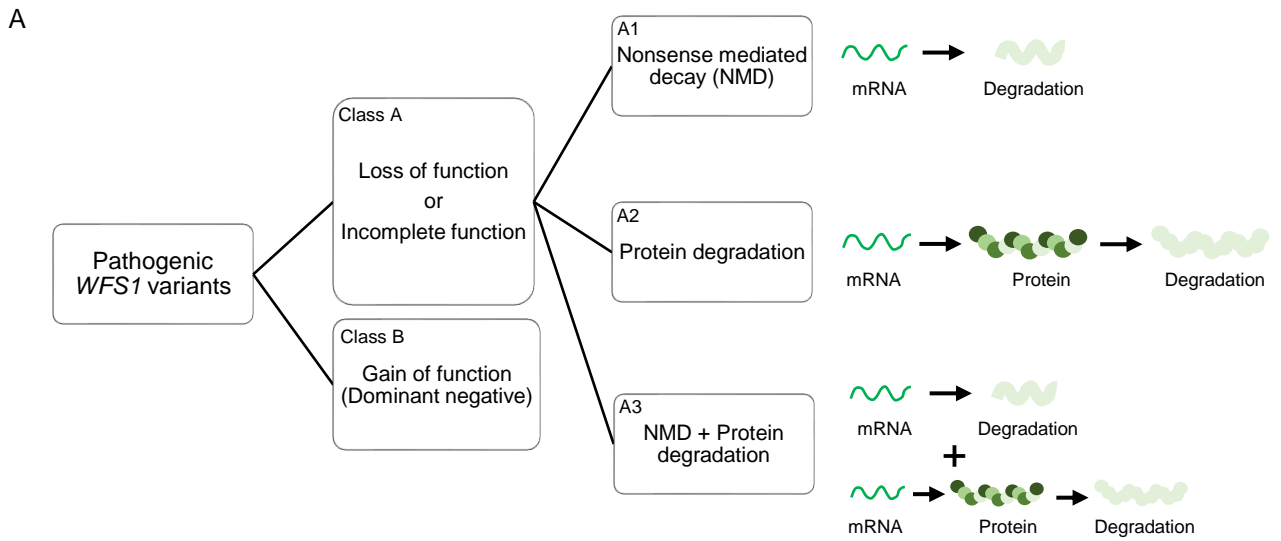 A
Pathogenic
WFS1 variants
Class A
Loss of function
or
Incomplete function
Class B
Gain of function
(Dominant negative)
A1
Nonsense mediated
decay (NMD)
mRNA
Degradation
A2
Protein degradation
mRNA
Protein
Degradation
A3
NMD + Protein
degradation
mRNA
Degradation
+
mRNA
Protein
Degradation